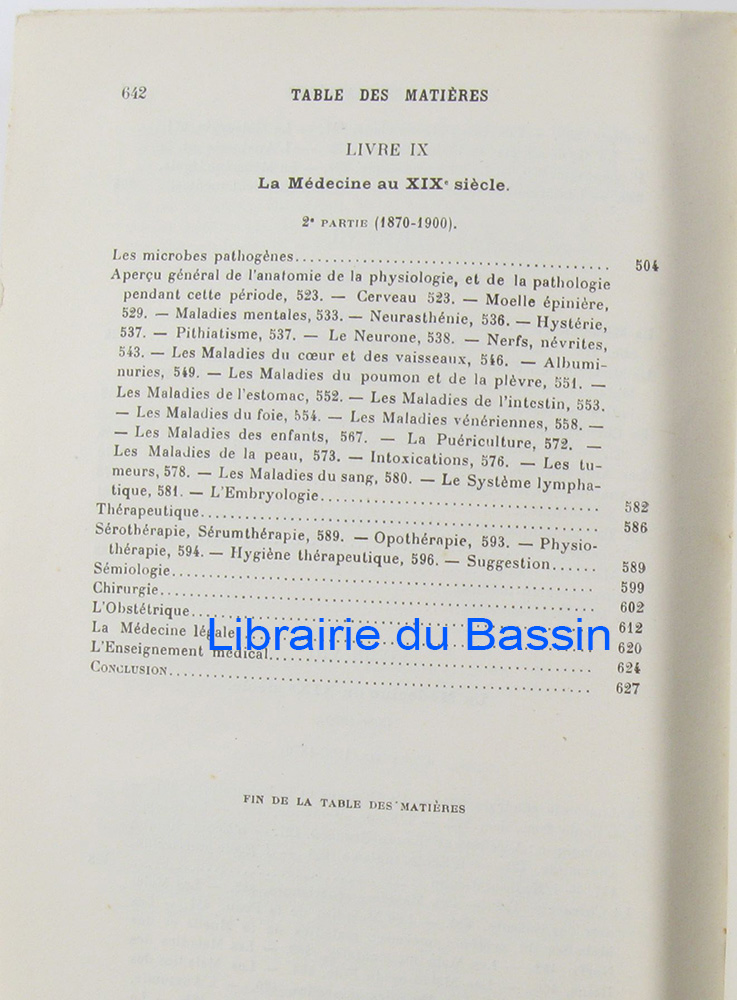 642 TABLE DES MATIÈRES
LIVRE IX
La Médecine au XIXe siècle.
2e PARTIE (1870-1900).
Les microbes pathogènes........................................ 504
Aperçu général de l'anatomie de la physiologie, et de la pathologie
pendant cette période, 523. — Cerveau 523. — Moelle épinière,
529. — Maladies mentales, 533. — Neurasthénie, 536. — Hystérie,
537. — Pithiatisme, 537. — Le Neurone, 538. — Nerfs, névrites,
543. — Les Maladies du cœur et des vaisseaux, 546. — Albumi-
nuries, 549. — Les Maladies du poumon et de la plèvre, 551. —
Les Maladies de l'estomac, 552. — Les Maladies de l'intestin, 553.
— Les Maladies du foie, 554. — Les Maladies vénériennes, 558. —
— Les Maladies des enfants, 567. — La Puériculture, 572. —
Les Maladies de la peau, 573. — Intoxications, 576. — Les tu-
meurs, 578. — Les Maladies du sang, 580. — Le Système lympha-
tique, 581. — L'Embryologie.................................... 582
Thérapeutique.................................................. 586
Sérothérapie, Sérumthérapie, 589. — Opothérapie, 593. — Physio-
thérapie, 594. — Hygiène thérapeutique, 596. — Suggestion...... 589
Sémiologie..................................................... 599
Chirurgie...................................................... 602
L'Obstétrique.................................................. 612
La Médecine légale............................................. 620
Librairie du Bassin
L'Enseignement médical......................................... 624
CONCLUSION..................................................... 627
FIN DE LA TABLE DES MATIÈRES